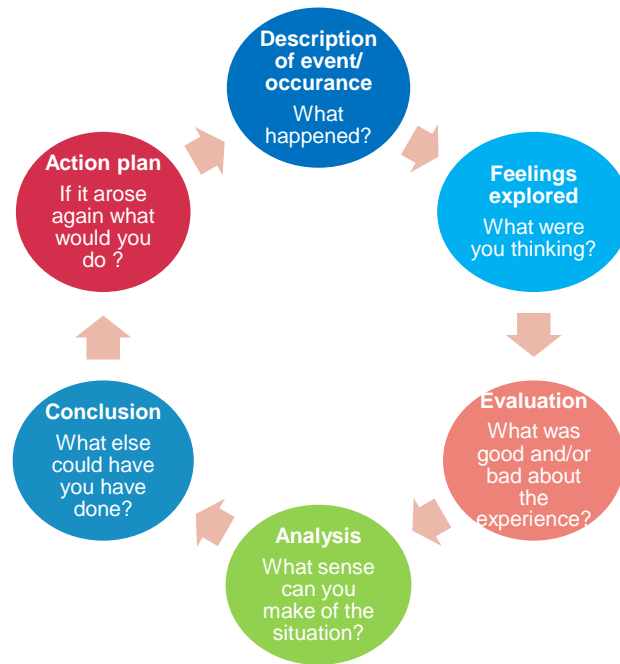 Description
of event/
occurance
What
happened?
Feelings
explored
What were
you thinking?
Evaluation
What was
good and/or
bad about
the
experience?
Analysis
What sense
can you
make of the
situation?
Conclusion
What else
could have
you have
done?
Action plan
If it arose
again what
would you
do ?